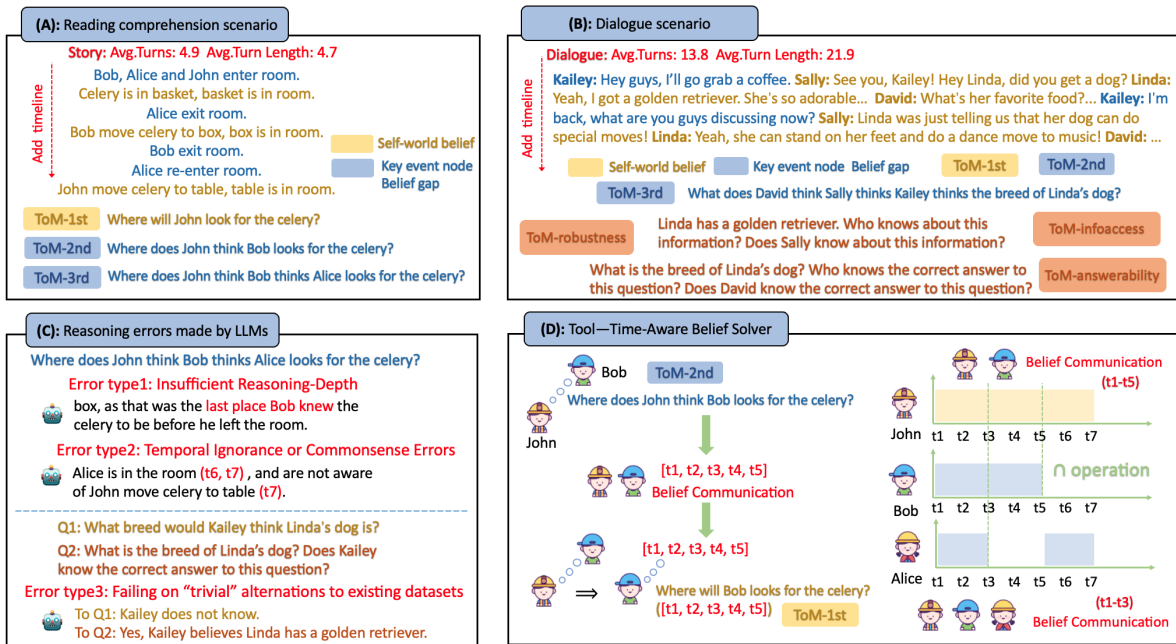 (A): Reading comprehension scenario
Story: Avg.Turns: 4.9 Avg.Turn Length: 4.7
Add timeline
Bob, Alice and John enter room.
Celery is in basket, basket is in room.
Alice exit room.
Bob move celery to box, box is in room.
Bob exit room.
Alice re-enter room.
John move celery to table, table is in room.
Self-world belief
Key event node
Belief gap
ToM-1st Where will John look for the celery?
ToM-2nd Where does John think Bob looks for the celery?
ToM-3rd Where does John think Bob thinks Alice looks for the celery?
(B): Dialogue scenario
Dialogue: Avg.Turns: 13.8 Avg.Turn Length: 21.9
Add timeline
Kailey: Hey guys, I'll go grab a coffee. Sally: See you, Kailey! Hey Linda, did you get a dog? Linda:
Yeah, I got a golden retriever. She's so adorable... David: What's her favorite food?... Kailey: I'm
back, what are you guys discussing now? Sally: Linda was just telling us that her dog can do
special moves! Linda: Yeah, she can stand on her feet and do a dance move to music! David: ...
Self-world belief Key event node Belief gap ToM-1st ToM-2nd
ToM-3rd What does David think Sally thinks Kailey thinks the breed of Linda's dog?
ToM-robustness
Linda has a golden retriever. Who knows about this
information? Does Sally know about this information?
ToM-infoaccess
What is the breed of Linda's dog? Who knows the correct answer to
this question? Does David know the correct answer to this question?
ToM-answerability
(C): Reasoning errors made by LLMs
Where does John think Bob thinks Alice looks for the celery?
Error type1: Insufficient Reasoning-Depth
box, as that was the last place Bob knew the
celery to be before he left the room.
Error type2: Temporal Ignorance or Commonsense Errors
Alice is in the room (t6, t7) , and are not aware
of John move celery to table (t7).
Q1: What breed would Kailey think Linda's dog is?
Q2: What is the breed of Linda's dog? Does Kailey
know the correct answer to this question?
Error type3: Failing on "trivial" alternations to existing datasets
To Q1: Kailey does not know.
To Q2: Yes, Kailey believes Linda has a golden retriever.
(D): Tool—Time-Aware Belief Solver
Bob
ToM-2nd
John
Where does John think Bob looks for the celery?
[t1, t2, t3, t4, t5]
Belief Communication
[t1, t2, t3, t4, t5]
⇒
Where will Bob looks for the celery?
([t1, t2, t3, t4, t5])
ToM-1st
Belief Communication
(t1-t5)
John
t1 t2 t3 t4 t5 t6 t7
∩ operation
Bob
t1 t2 t3 t4 t5 t6 t7
Alice
t1 t2 t3 t4 t5 t6 t7
(t1-t3)
Belief Communication